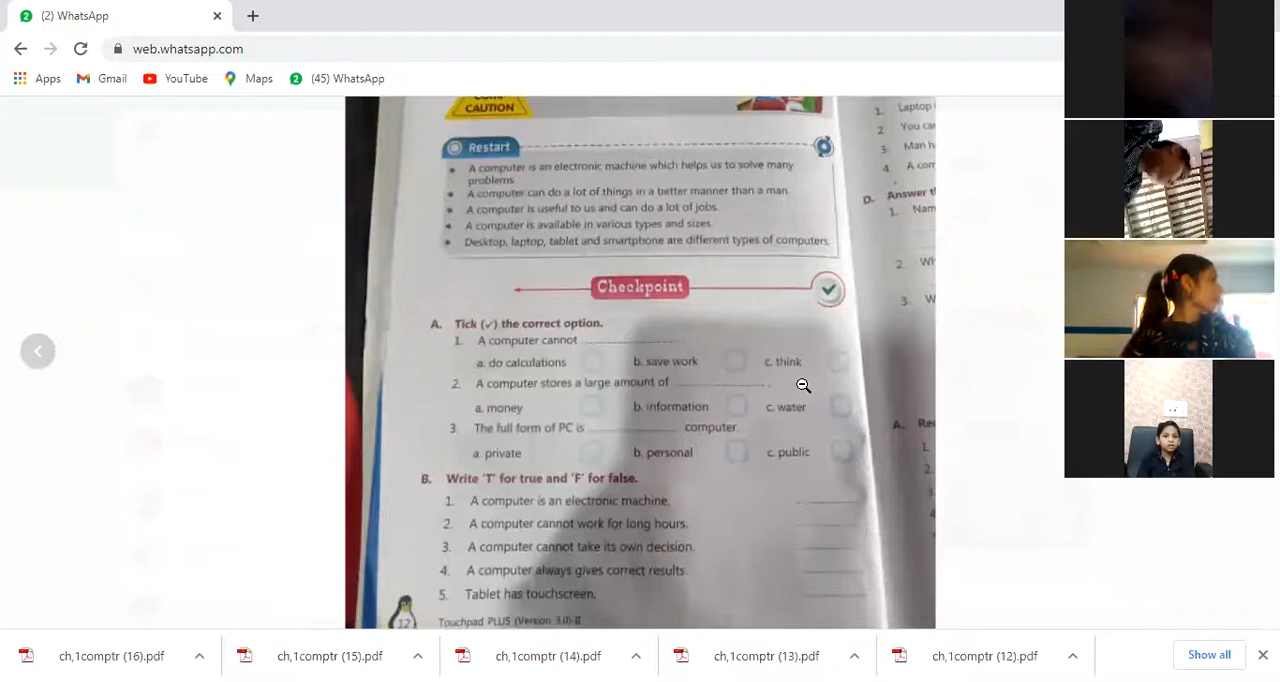 (2) WhatsApp
web.whatsapp.com
Apps Gmail YouTube Maps (45) WhatsApp
CAUTION
Restart
A computer is an electronic machine which helps us to solve many
problems
A computer can do a lot of things in a better manner than a man.
A computer is useful to us and can do a lot of jobs.
A computer is available in various types and sizes.
Desktop, laptop, tablet and smartphone are different types of computers.
Checkpoint
A. Tick (✓) the correct option.
1. A computer cannot
a. do calculations b. save work c. think
2. A computer stores a large amount of
a. money b. information c. water
3. The full form of PC is ____________ computer.
a. private b. personal c. public
B. Write 'T' for true and 'F' for false.
1. A computer is an electronic machine.
2. A computer cannot work for long hours.
3. A computer cannot take its own decision.
4. A computer always gives correct results.
5. Tablet has touchscreen.
12 Touchpad PLUS (Version 3.0)-II
1. Laptop
2 You
3. Man
4. A
D. Answer
1.
2.
3.
A.
1.
2.
3.
ch,1comptr (16).pdf ch,1comptr (15).pdf ch,1comptr (14).pdf ch,1comptr (13).pdf ch,1comptr (12).pdf Show all